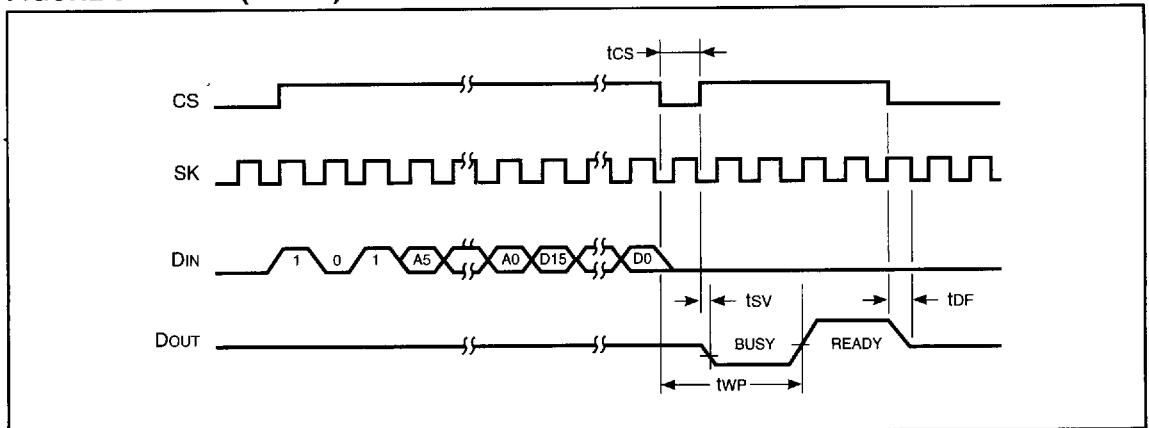 tCS
CS
SK
DIN
1 0 1 A5 A0 D15 D0
tSV
tDF
DOUT
BUSY
READY
tWP